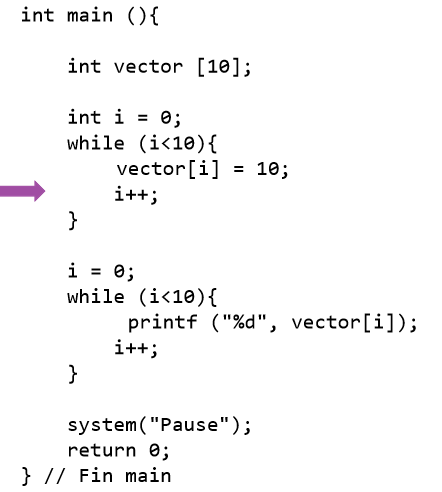 int main (){
int vector [10];
int i = 0;
while (i<10){
vector[i] = 10;
i++;
}
i = 0;
while (i<10){
printf ("%d", vector[i]);
i++;
}
system("Pause");
return 0;
} // Fin main